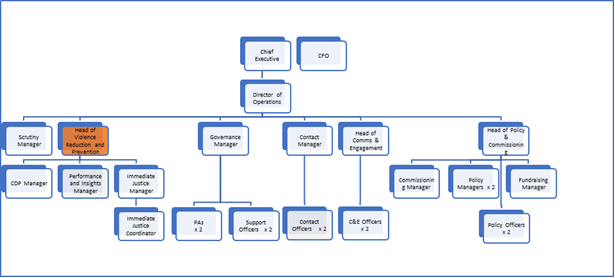 Chief
Executive
CFO
Director of
Operations
Scrutiny
Manager
Head of
Violence
Reduction and
Prevention
Governance
Manager
Contact
Manager
Head of
Comms &
Engagement
Head of Policy
&
Commissionin
g
CDP Manager
Performance
and Insights
Manager
Immediate
Justice
Manager
Commissionin
g Manager
Policy
Managers x 2
Fundraising
Manager
Immediate
Justice
Coordinator
PAs
x 2
Support
Officers x 2
Contact
Officers x 2
C&E Officers
x 2
Policy Officers
x 2